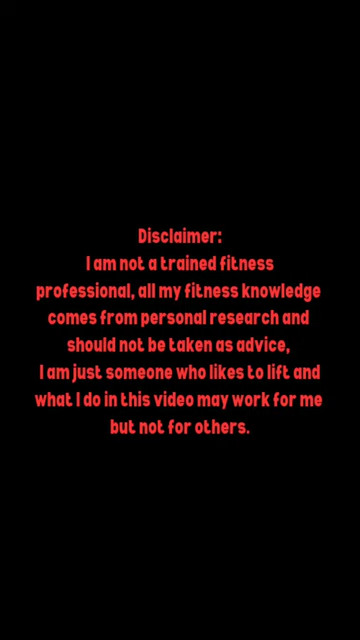 Disclaimer:
I am not a trained fitness
professional, all my fitness knowledge
comes from personal research and
should not be taken as advice,
I am just someone who likes to lift and
what I do in this video may work for me
but not for others.